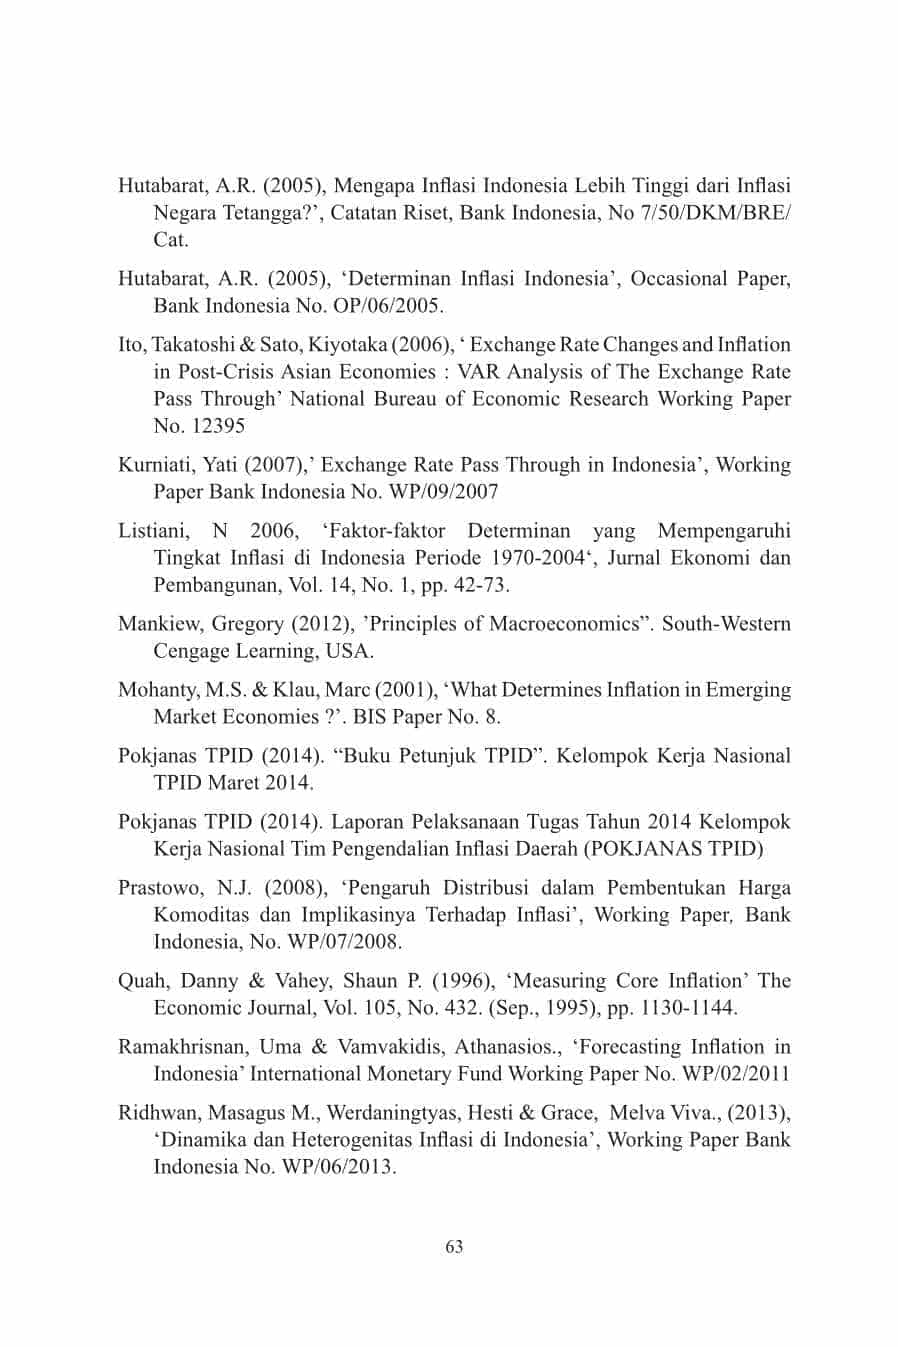 Hutabarat, A.R. (2005), Mengapa Inflasi Indonesia Lebih Tinggi dari Inflasi
Negara Tetangga?’, Catatan Riset, Bank Indonesia, No 7/50/DKM/BRE/
Cat.
Hutabarat, A.R. (2005), ‘Determinan Inflasi Indonesia’, Occasional Paper,
Bank Indonesia No. OP/06/2005.
Ito, Takatoshi & Sato, Kiyotaka (2006), ‘ Exchange Rate Changes and Inflation
in Post-Crisis Asian Economies : VAR Analysis of The Exchange Rate
Pass Through’ National Bureau of Economic Research Working Paper
No. 12395
Kurniati, Yati (2007),’ Exchange Rate Pass Through in Indonesia’, Working
Paper Bank Indonesia No. WP/09/2007
Listiani, N 2006, ‘Faktor-faktor Determinan yang Mempengaruhi
Tingkat Inflasi di Indonesia Periode 1970-2004‘, Jurnal Ekonomi dan
Pembangunan, Vol. 14, No. 1, pp. 42-73.
Mankiew, Gregory (2012), ’Principles of Macroeconomics”. South-Western
Cengage Learning, USA.
Mohanty, M.S. & Klau, Marc (2001), ‘What Determines Inflation in Emerging
Market Economies ?’. BIS Paper No. 8.
Pokjanas TPID (2014). “Buku Petunjuk TPID”. Kelompok Kerja Nasional
TPID Maret 2014.
Pokjanas TPID (2014). Laporan Pelaksanaan Tugas Tahun 2014 Kelompok
Kerja Nasional Tim Pengendalian Inflasi Daerah (POKJANAS TPID)
Prastowo, N.J. (2008), ‘Pengaruh Distribusi dalam Pembentukan Harga
Komoditas dan Implikasinya Terhadap Inflasi’, Working Paper, Bank
Indonesia, No. WP/07/2008.
Quah, Danny & Vahey, Shaun P. (1996), ‘Measuring Core Inflation’ The
Economic Journal, Vol. 105, No. 432. (Sep., 1995), pp. 1130-1144.
Ramakhrisnan, Uma & Vamvakidis, Athanasios., ‘Forecasting Inflation in
Indonesia’ International Monetary Fund Working Paper No. WP/02/2011
Ridhwan, Masagus M., Werdaningtyas, Hesti & Grace, Melva Viva., (2013),
‘Dinamika dan Heterogenitas Inflasi di Indonesia’, Working Paper Bank
Indonesia No. WP/06/2013.
63